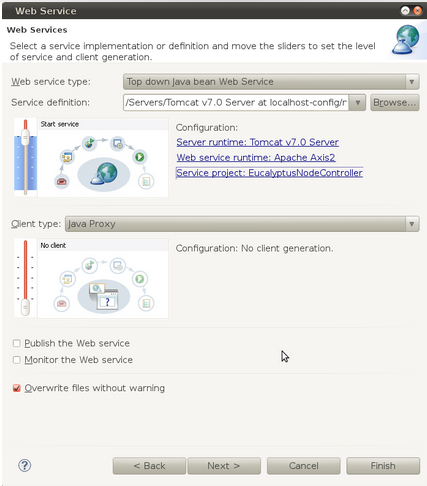 Web Service
Web Services
Select a service implementation or definition and move the sliders to set the level
of service and client generation.
Web service type: Top down Java bean Web Service
Service definition: /Servers/Tomcat v7.0 Server at localhost-config/r Browse...
Start service
Configuration:
Server runtime: Tomcat v7.0 Server
Web service runtime: Apache Axis2
Service project: EucalyptusNodeController
Client type: Java Proxy
No client
Configuration: No client generation.
Publish the Web service
Monitor the Web service
Overwrite files without warning
? < Back Next > Cancel Finish